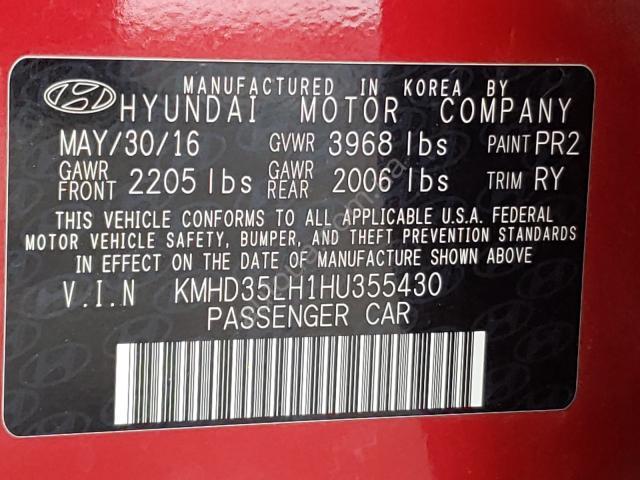 MANUFACTURED IN KOREA BY
HYUNDAI MOTOR COMPANY
MAY/30/16 GVWR 3968 lbs PAINT PR2
GAWR FRONT 2205 lbs GAWR REAR 2006 lbs TRIM RY
THIS VEHICLE CONFORMS TO ALL APPLICABLE U.S.A. FEDERAL
MOTOR VEHICLE SAFETY, BUMPER, AND THEFT PREVENTION STANDARDS
IN EFFECT ON THE DATE OF MANUFACTURE SHOWN ABOVE
V.I.N KMHD35LH1HU355430
PASSENGER CAR